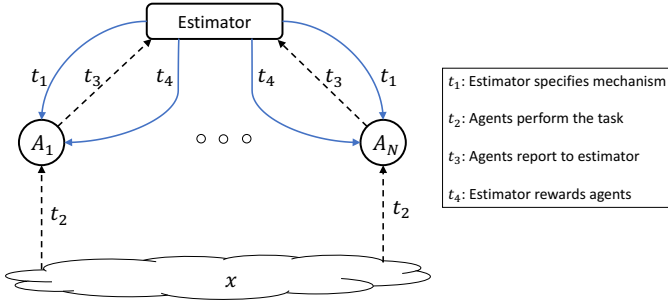 Estimator
t₁ t₃ t₄ t₄ t₃ t₁
t₁: Estimator specifies mechanism
t₂: Agents perform the task
t₃: Agents report to estimator
t₄: Estimator rewards agents
A₁ A_N
t₂ t₂
x